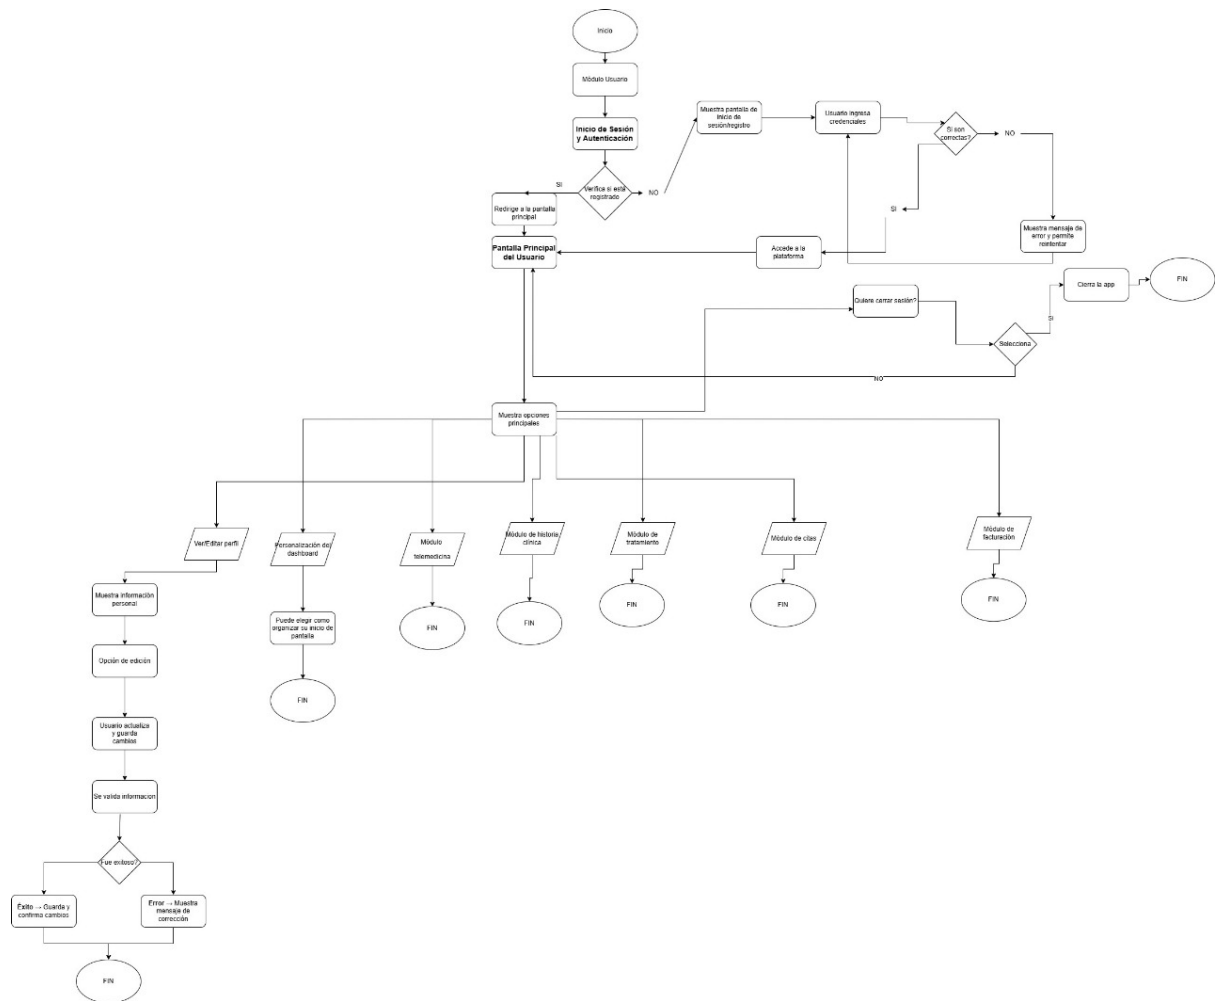 Inicio
Módulo Usuario
Inicio de Sesión
y Autenticación
Verifica si está
registrado
SI
NO
Muestra pantalla de
inicio de
sesión/registro
Usuario ingresa
credenciales
Si son
correctas?
NO
SI
Muestra mensaje de
error y permite
reintentar
Accede a la
plataforma
Redirige a la pantalla
principal
Pantalla Principal
del Usuario
Quiere cerrar sesión?
Selecciona
SI
NO
Cierra la app
FIN
Muestra opciones
principales
Ver/Editar perfil
Personalización del
dashboard
Módulo
telemedicina
Módulo de historia
clínica
Módulo de
tratamiento
Módulo de citas
Módulo de
facturación
Muestra información
personal
Puede elegir como
organizar su inicio de
pantalla
FIN
FIN
FIN
FIN
FIN
FIN
Opción de edición
Usuario actualiza
y guarda
cambios
Se valida informacion
Fue exitoso?
Éxito → Guarda y
confirma cambios
Error → Muestra
mensaje de
corrección
FIN